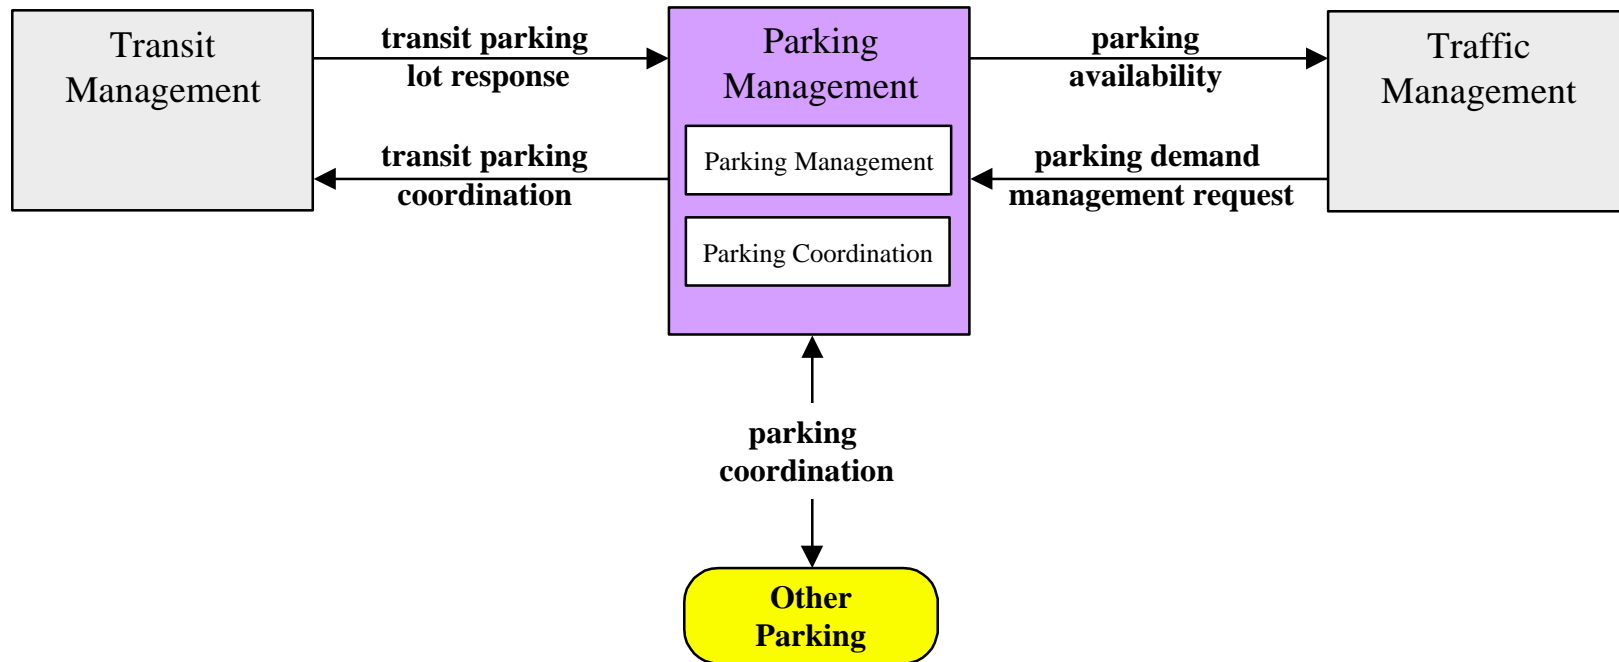 Transit
Management
transit parking
lot response
transit parking
coordination
Parking
Management
Parking Management
Parking Coordination
parking
availability
parking demand
management request
Traffic
Management
parking
coordination
Other
Parking